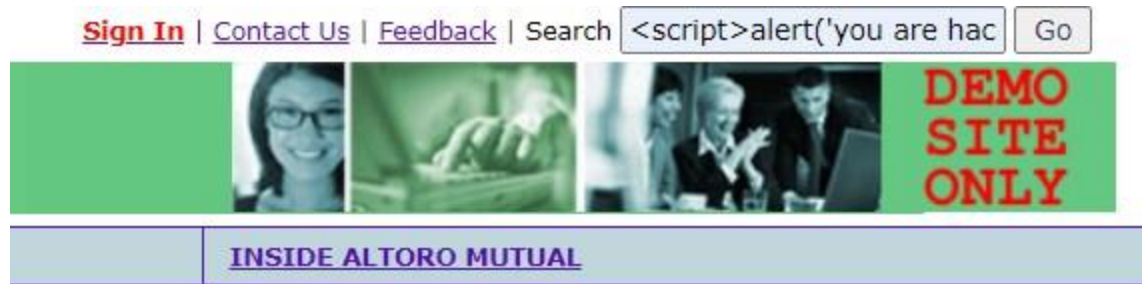 Sign In | Contact Us | Feedback | Search <script>alert('you are hac Go
DEMO
SITE
ONLY
INSIDE ALTORO MUTUAL